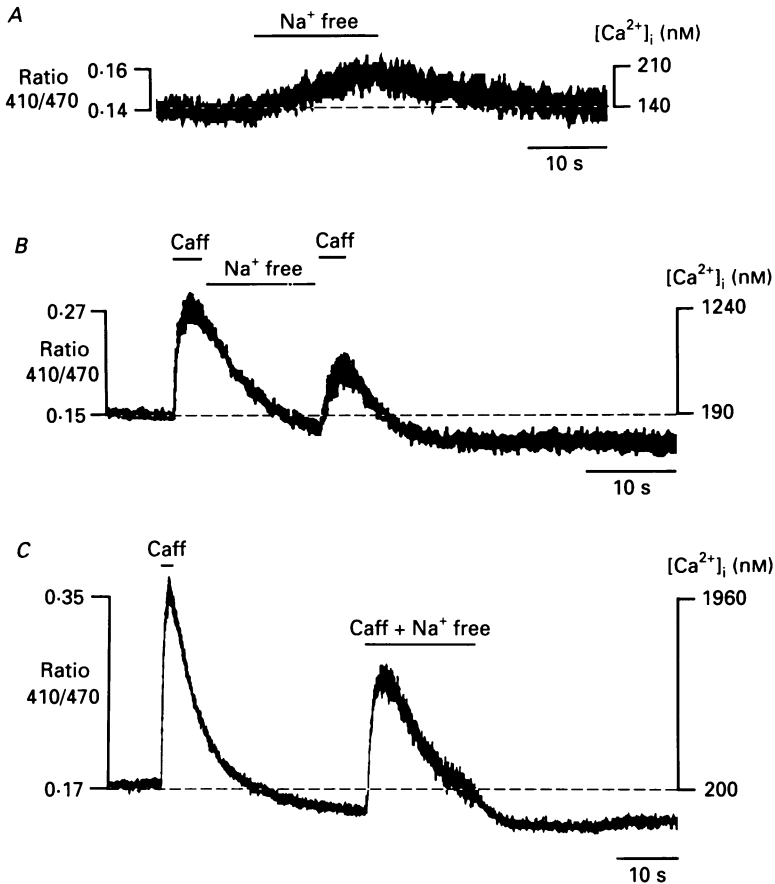 A
Na⁺ free
[Ca²⁺]ᵢ (nM)
Ratio
410/470
0·16
0·14
210
140
10 s
B
Caff
Caff
Na⁺ free
[Ca²⁺]ᵢ (nM)
0·27
Ratio
410/470
0·15
1240
190
10 s
C
Caff
[Ca²⁺]ᵢ (nM)
0·35
1960
Caff + Na⁺ free
Ratio
410/470
0·17
200
10 s